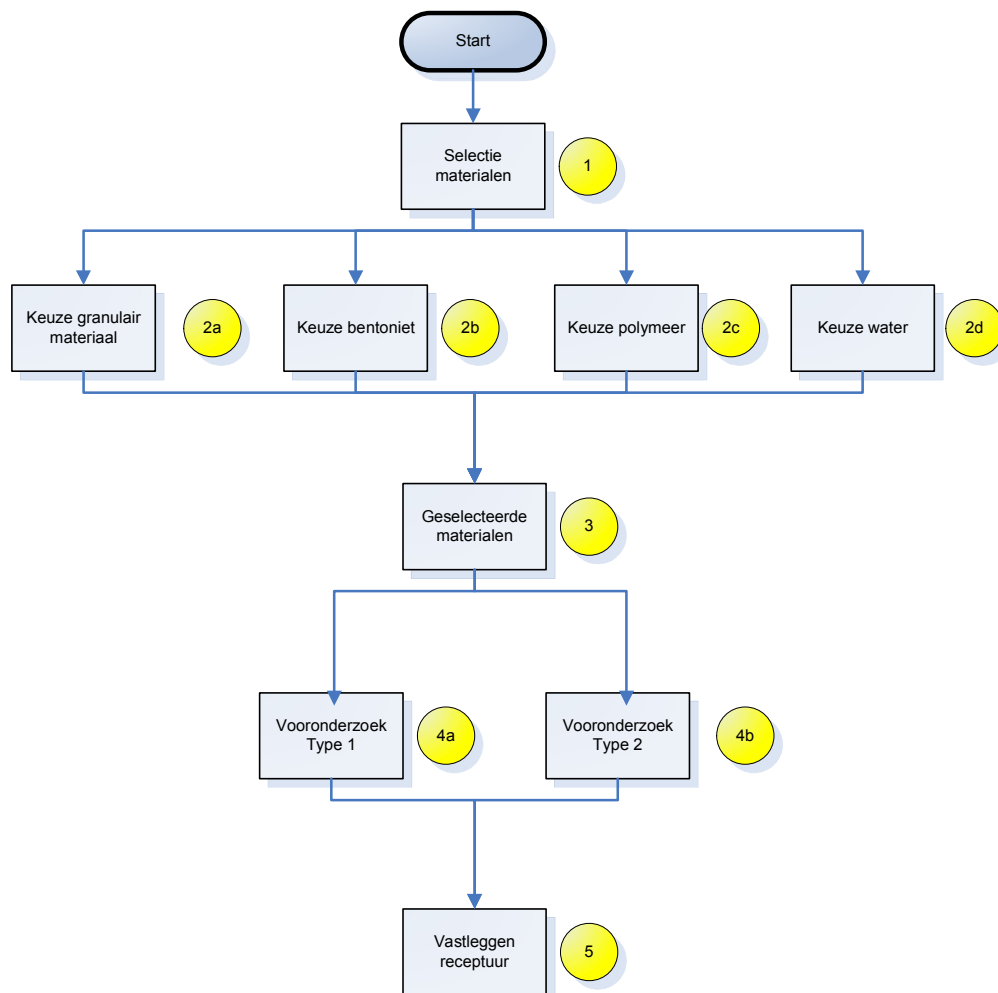 Start
Selectie
materialen
1
Keuze granulair
materiaal
2a
Keuze bentoniet
2b
Keuze polymeer
2c
Keuze water
2d
Geselecteerde
materialen
3
Vooronderzoek
Type 1
4a
Vooronderzoek
Type 2
4b
Vastleggen
receptuur
5